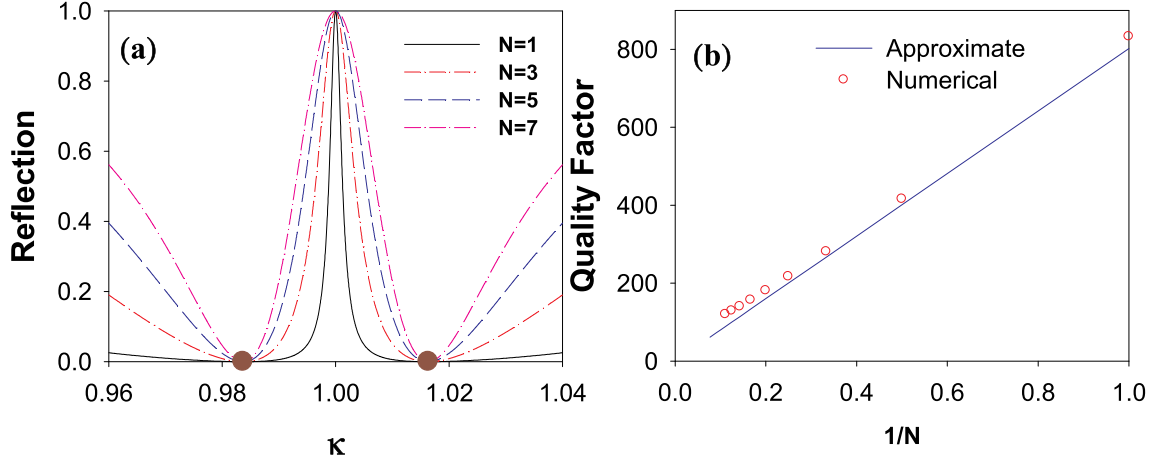 (a)
N=1
N=3
N=5
N=7
Reflection
1.0
0.8
0.6
0.4
0.2
0.0
0.96
0.98
1.00
1.02
1.04
κ
(b)
Approximate
Numerical
Quality Factor
800
600
400
200
0
0.0
0.2
0.4
0.6
0.8
1.0
1/N